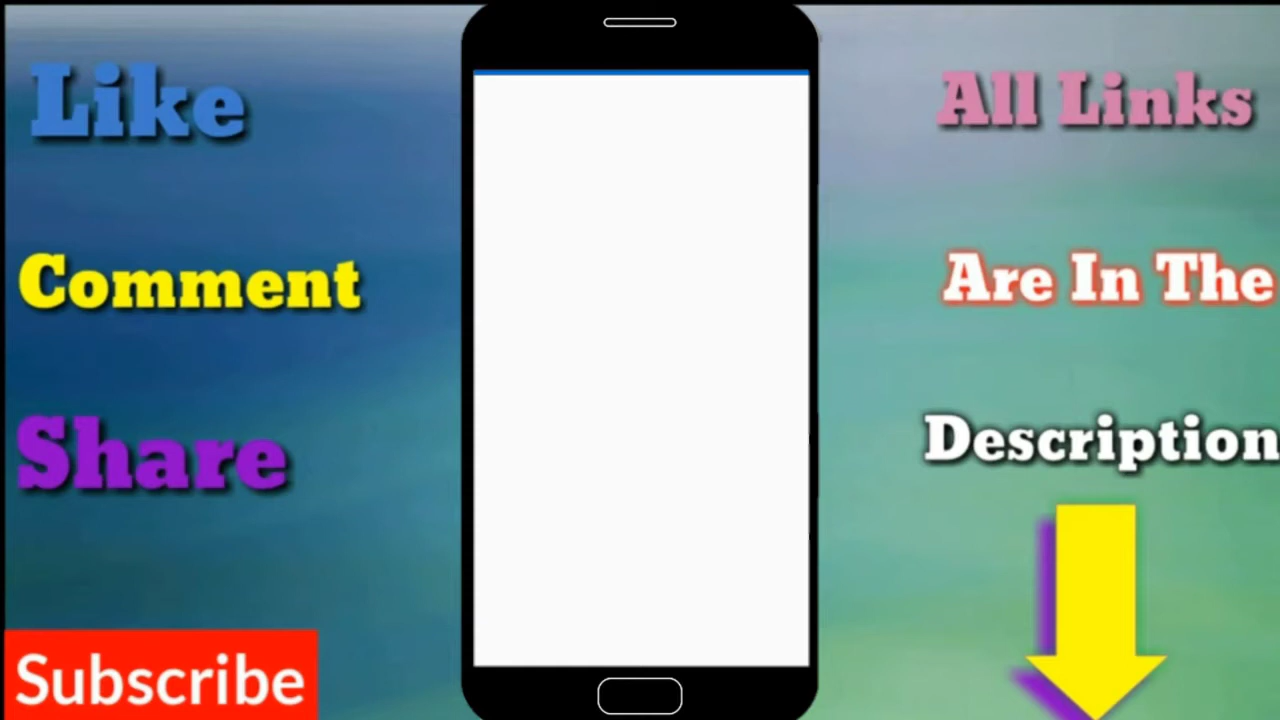 Like
Comment
Share
Subscribe
All Links
Are In The
Description